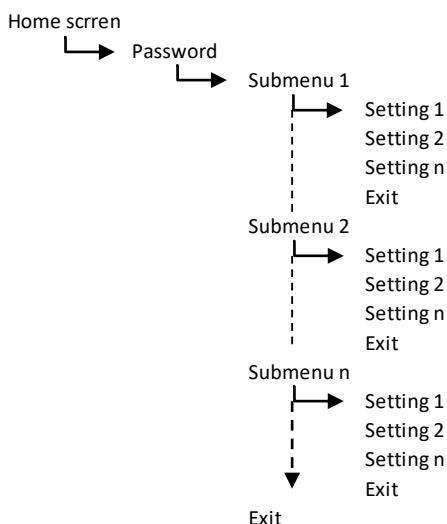 Home scrren
Password
Submenu 1
Setting 1
Setting 2
Setting n
Exit
Submenu 2
Setting 1
Setting 2
Setting n
Exit
Submenu n
Setting 1
Setting 2
Setting n
Exit
Exit